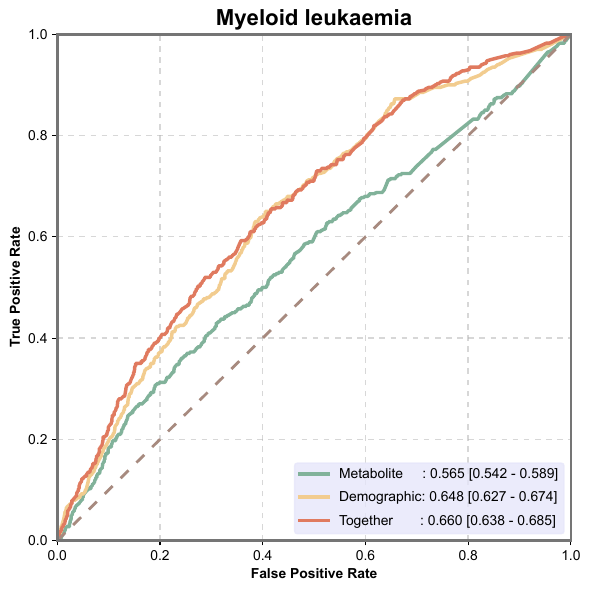 Myeloid leukaemia
1.0
0.8
0.6
0.4
0.2
0.0
True Positive Rate
Metabolite : 0.565 [0.542 - 0.589]
Demographic: 0.648 [0.627 - 0.674]
Together : 0.660 [0.638 - 0.685]
0.0 0.2 0.4 0.6 0.8 1.0
False Positive Rate